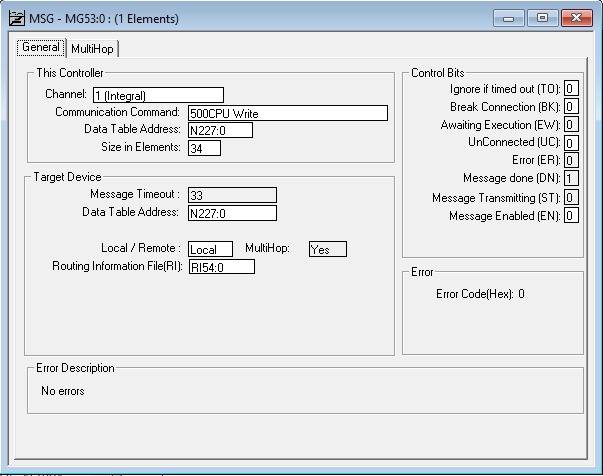 MSG - MG53:0 : (1 Elements)
General MultiHop
This Controller
Channel: 1 (Integral)
Communication Command: 500CPU Write
Data Table Address: N227:0
Size in Elements: 34
Target Device
Message Timeout : 33
Data Table Address: N227:0
Local / Remote : Local MultiHop: Yes
Routing Information File(RI): RI54:0
Control Bits
Ignore if timed out (TO): 0
Break Connection (BK): 0
Awaiting Execution (EW): 0
UnConnected (UC): 0
Error (ER): 0
Message done (DN): 1
Message Transmitting (ST): 0
Message Enabled (EN): 0
Error
Error Code(Hex): 0
Error Description
No errors